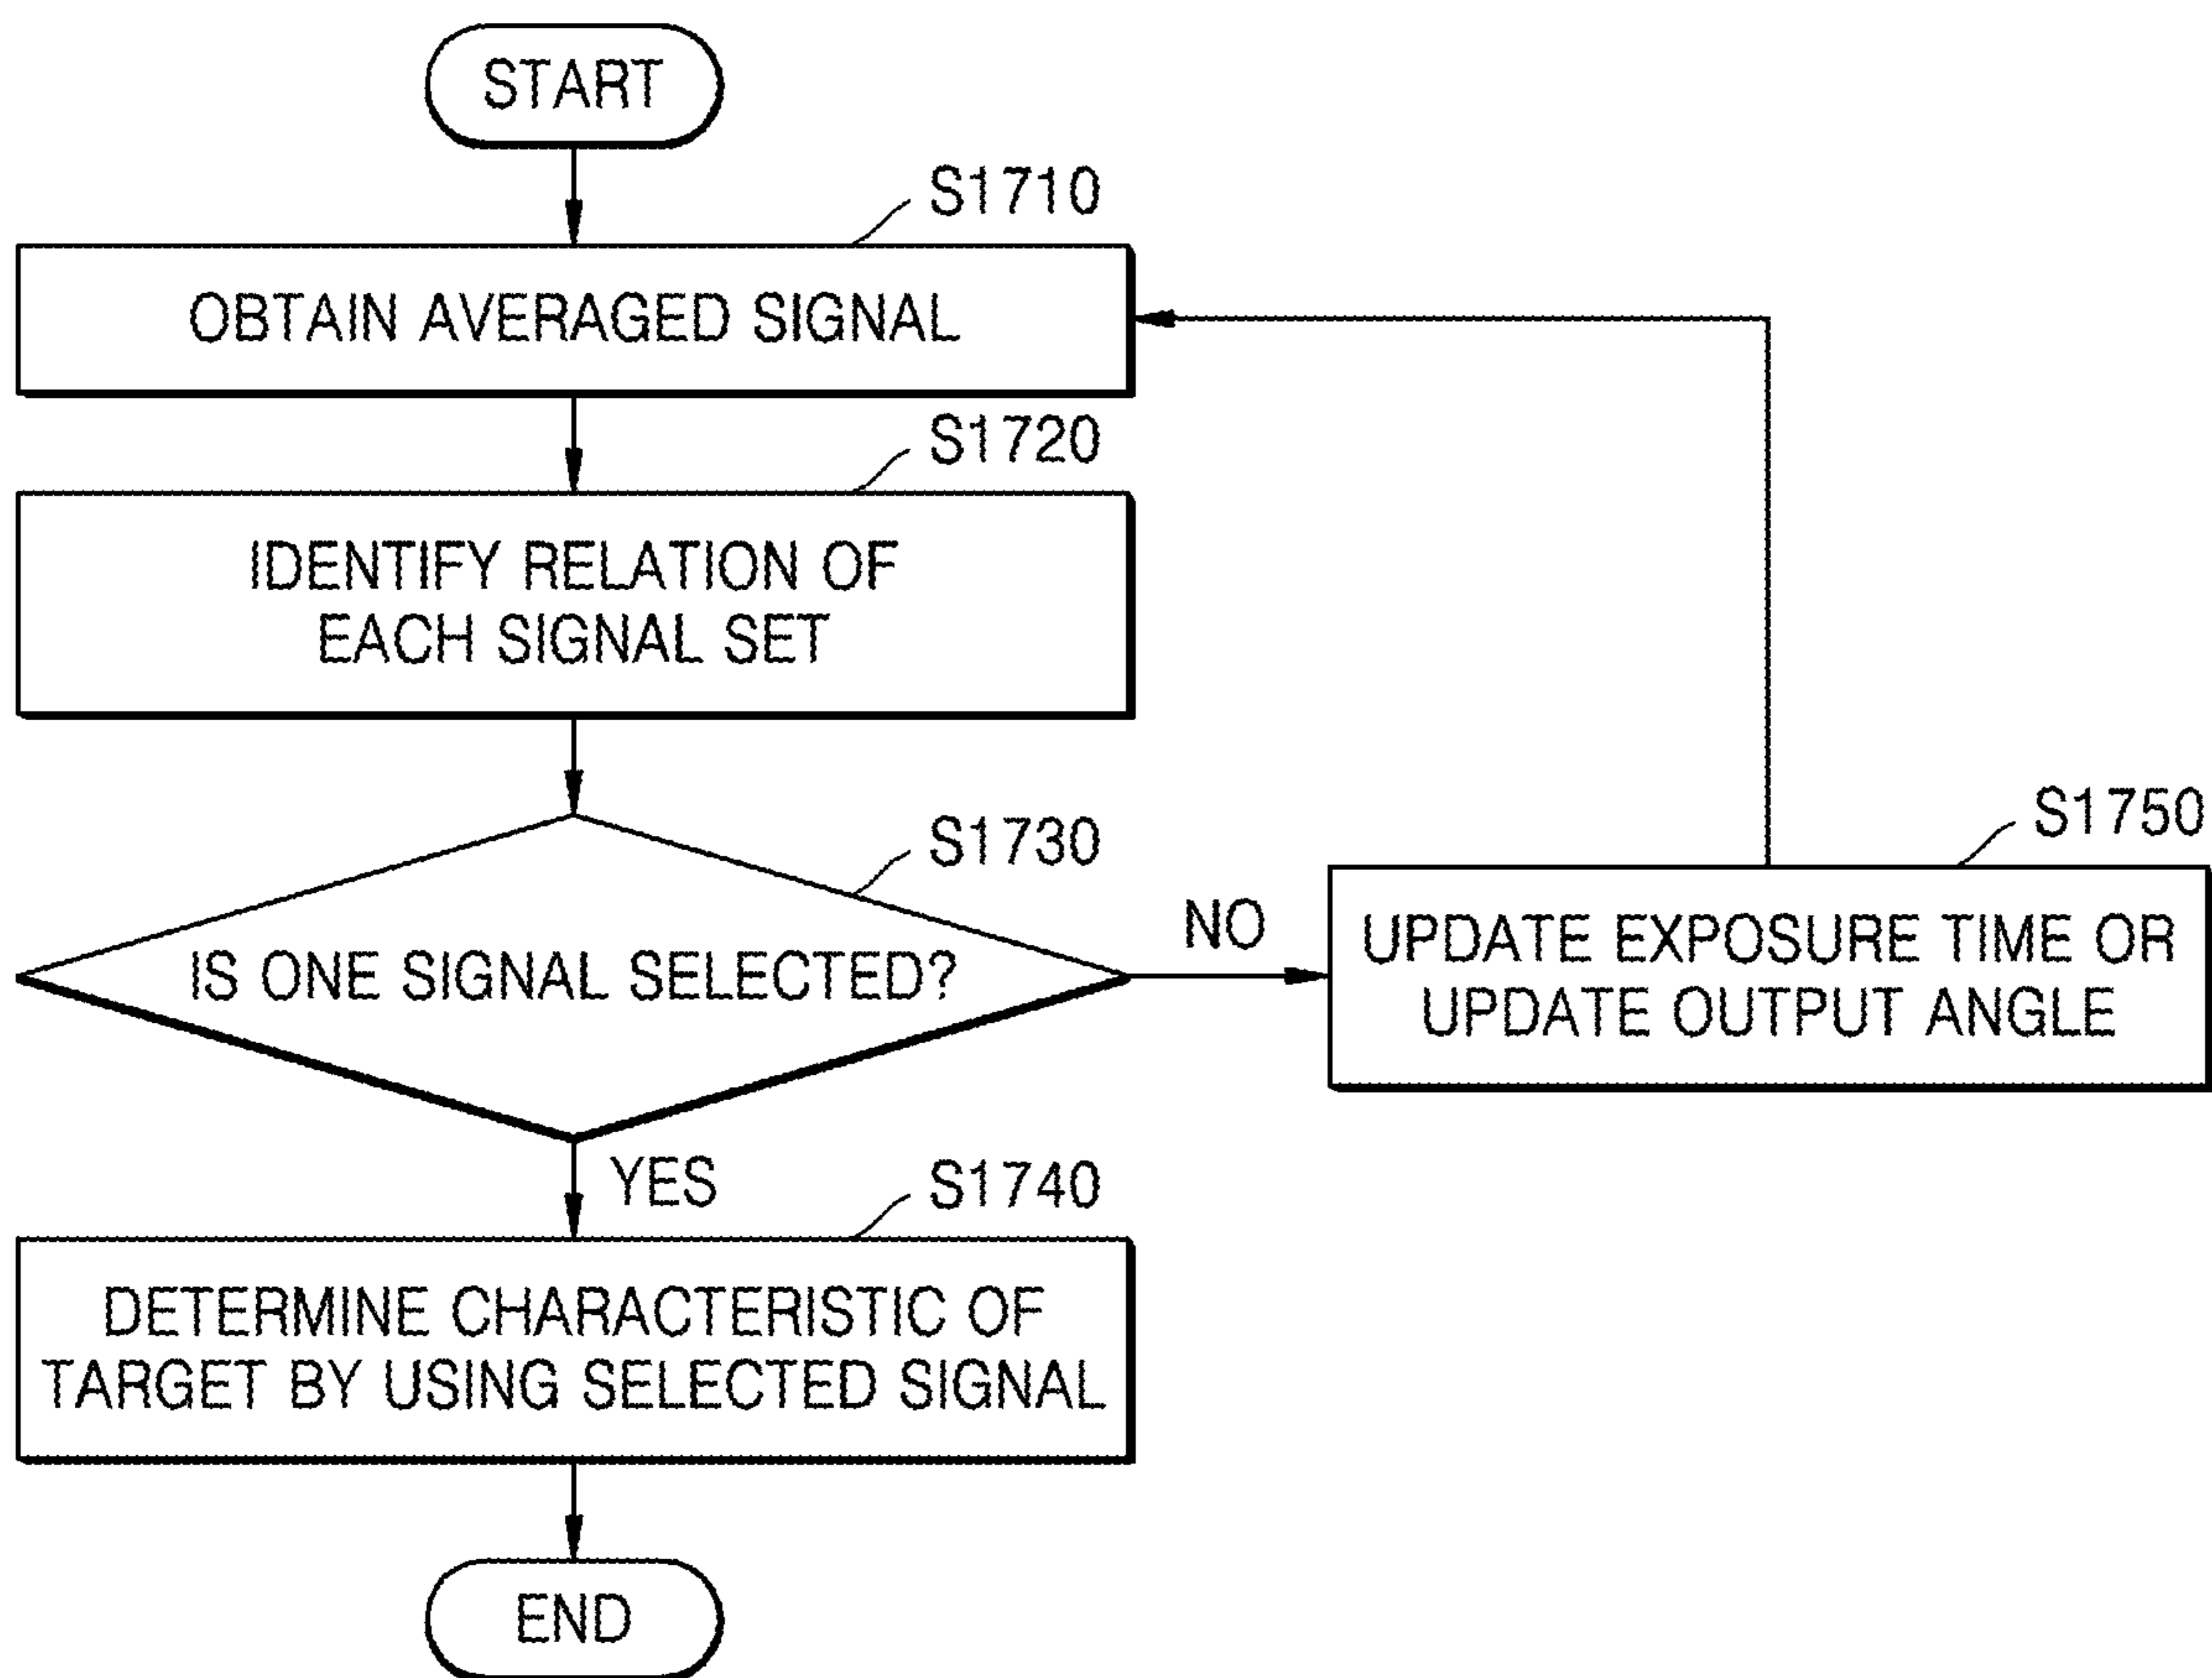 START
S1710
OBTAIN AVERAGED SIGNAL
S1720
IDENTIFY RELATION OF
EACH SIGNAL SET
S1730
IS ONE SIGNAL SELECTED?
NO
S1750
UPDATE EXPOSURE TIME OR
UPDATE OUTPUT ANGLE
YES
S1740
DETERMINE CHARACTERISTIC OF
TARGET BY USING SELECTED SIGNAL
END